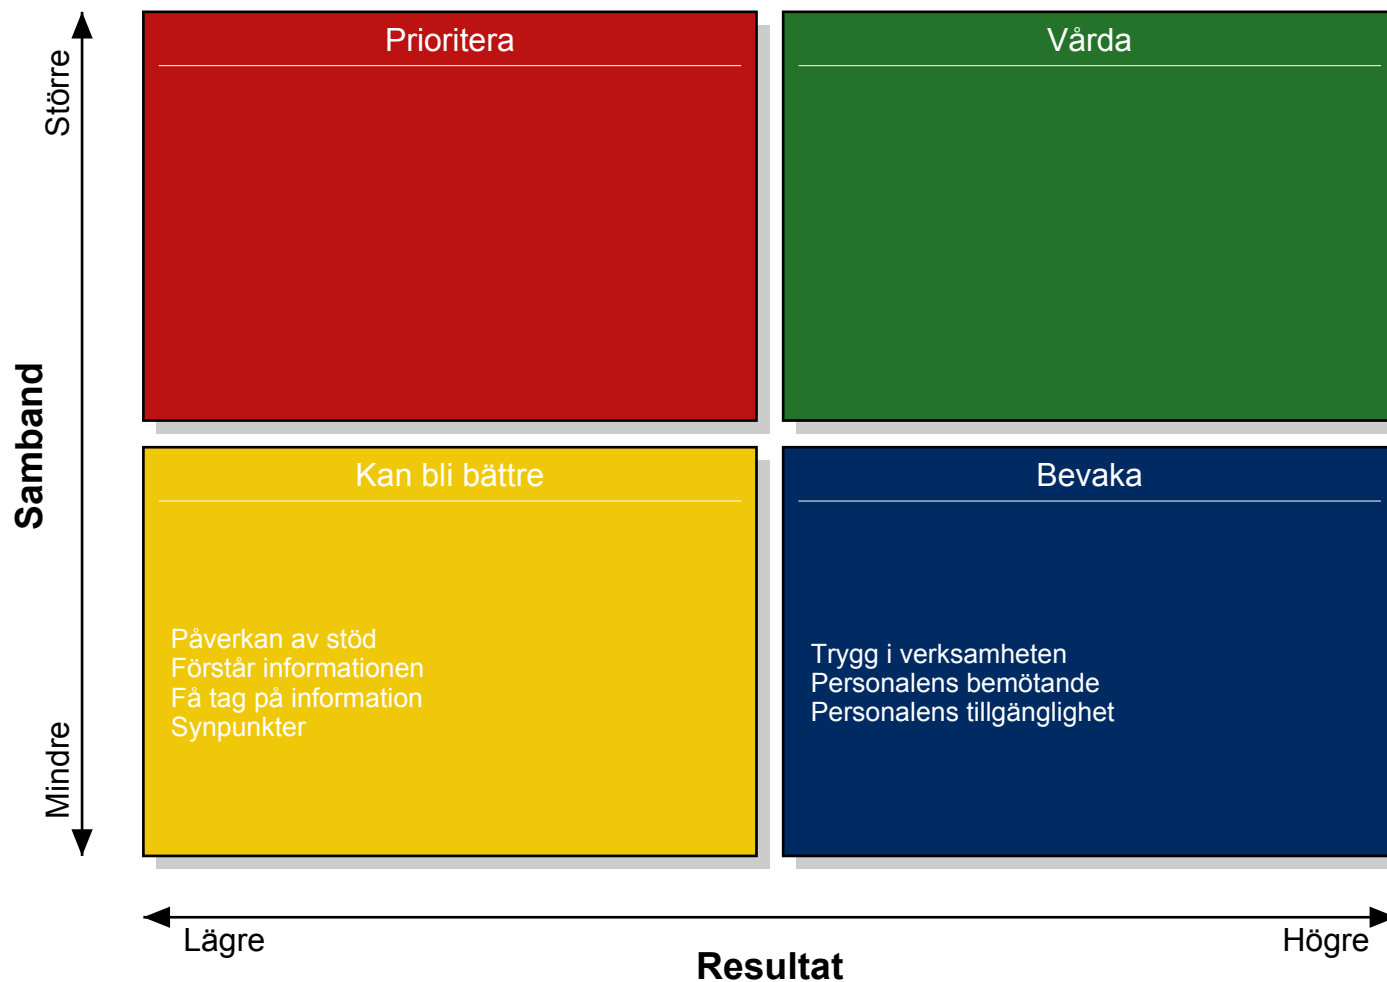 Prioritera
Vårda
Större
Samband
Mindre
Kan bli bättre
Påverkan av stöd
Förstår informationen
Få tag på information
Synpunkter
Bevaka
Trygg i verksamheten
Personalens bemötande
Personalens tillgänglighet
Lägre
Högre
Resultat